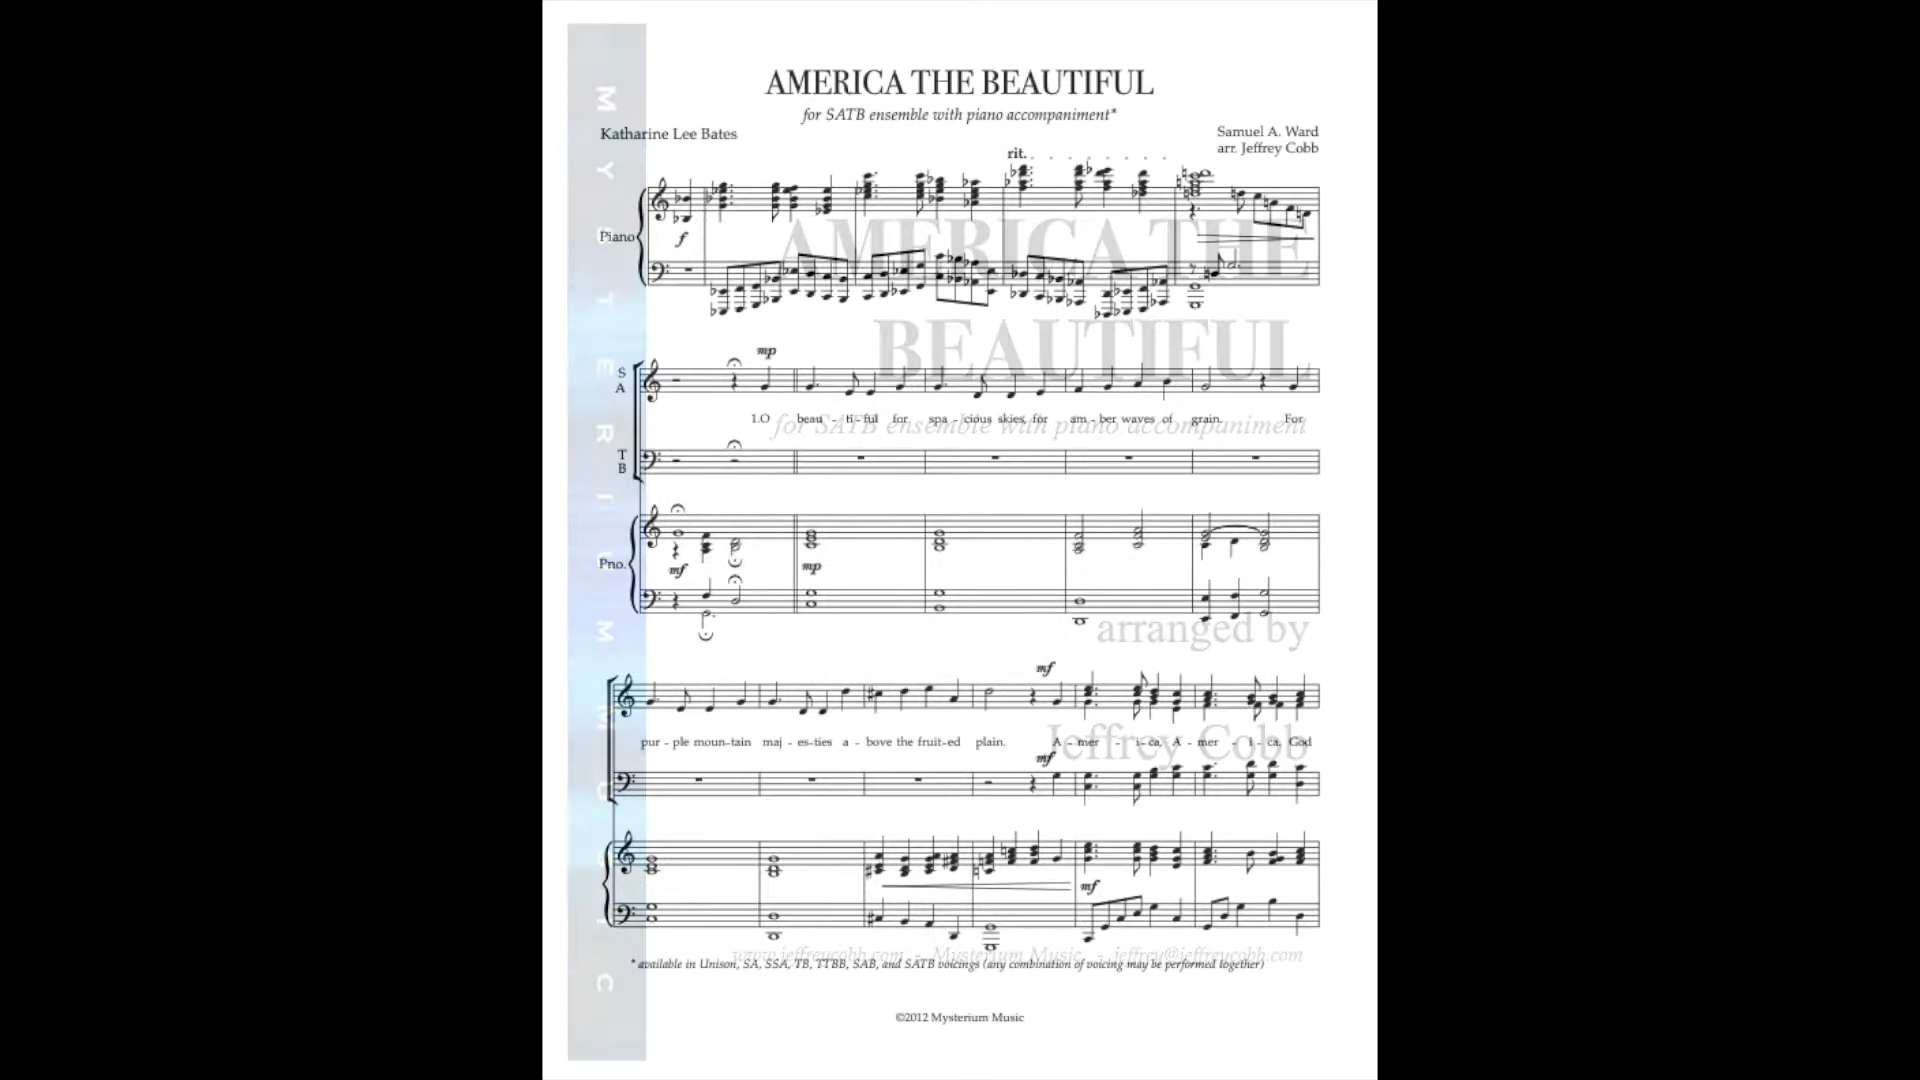 AMERICA THE BEAUTIFUL
for SATB ensemble with piano accompaniment*
Katharine Lee Bates
Samuel A. Ward
arr. Jeffrey Cobb
rit.
Piano
f
AMERICA THE
BEAUTIFUL
mp
S
A
1.O beau - ti - ful for spa - cious skies, for am - ber waves of grain. For
for SATB ensemble with piano accompaniment
T
B
Pno.
mf
mp
arranged by
mf
pur - ple moun-tain maj - es-ties a - bove the fruit-ed plain. A - mer - i-ca, A - mer - i - ca, God
Jeffrey Cobb
mf
mf
www.jeffreycobb.com - Mysterium Music - jeffrey@jeffreycobb.com
* available in Unison, SA, SSA, TB, TTBB, SAB, and SATB voicings (any combination of voicing may be performed together)
©2012 Mysterium Music
MYSTERIUM MUSIC